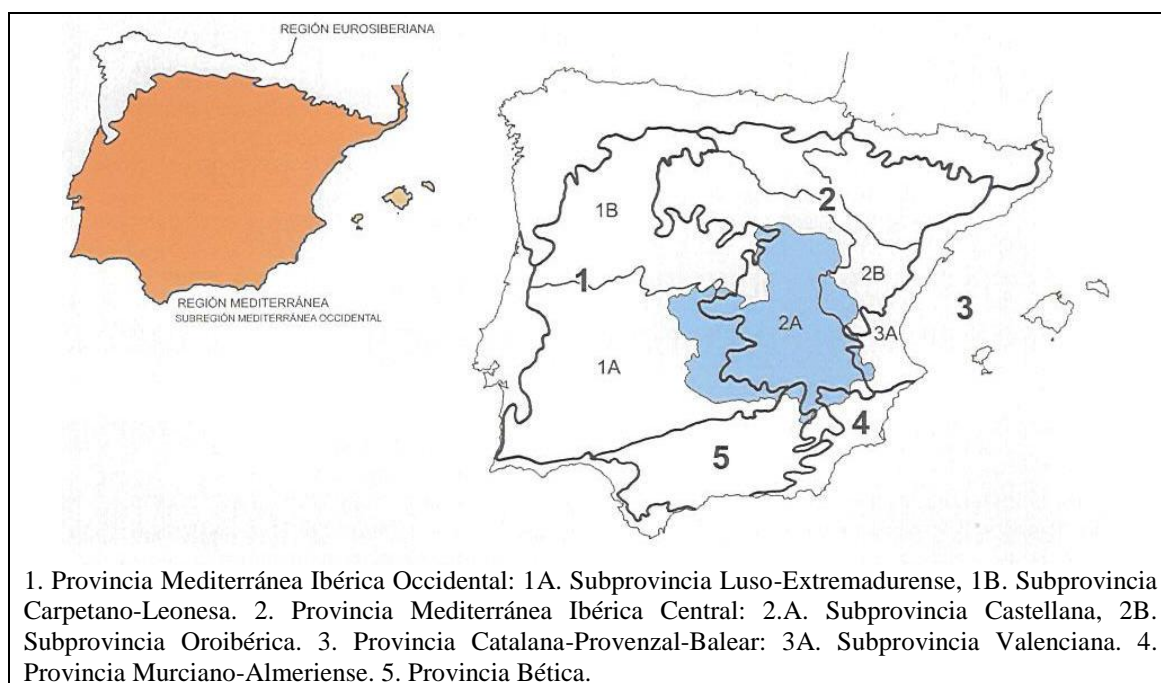 REGIÓN EUROSIBERIANA
REGIÓN MEDITERRÁNEA
SUBREGIÓN MEDITERRÁNEA OCCIDENTAL
1B
2
2B
1
3
2A
3A
1A
4
5
1. Provincia Mediterránea Ibérica Occidental: 1A. Subprovincia Luso-Extremadurense, 1B. Subprovincia
Carpetano-Leonesa. 2. Provincia Mediterránea Ibérica Central: 2.A. Subprovincia Castellana, 2B.
Subprovincia Oroibérica. 3. Provincia Catalana-Provenzal-Balear: 3A. Subprovincia Valenciana. 4.
Provincia Murciano-Almeriense. 5. Provincia Bética.